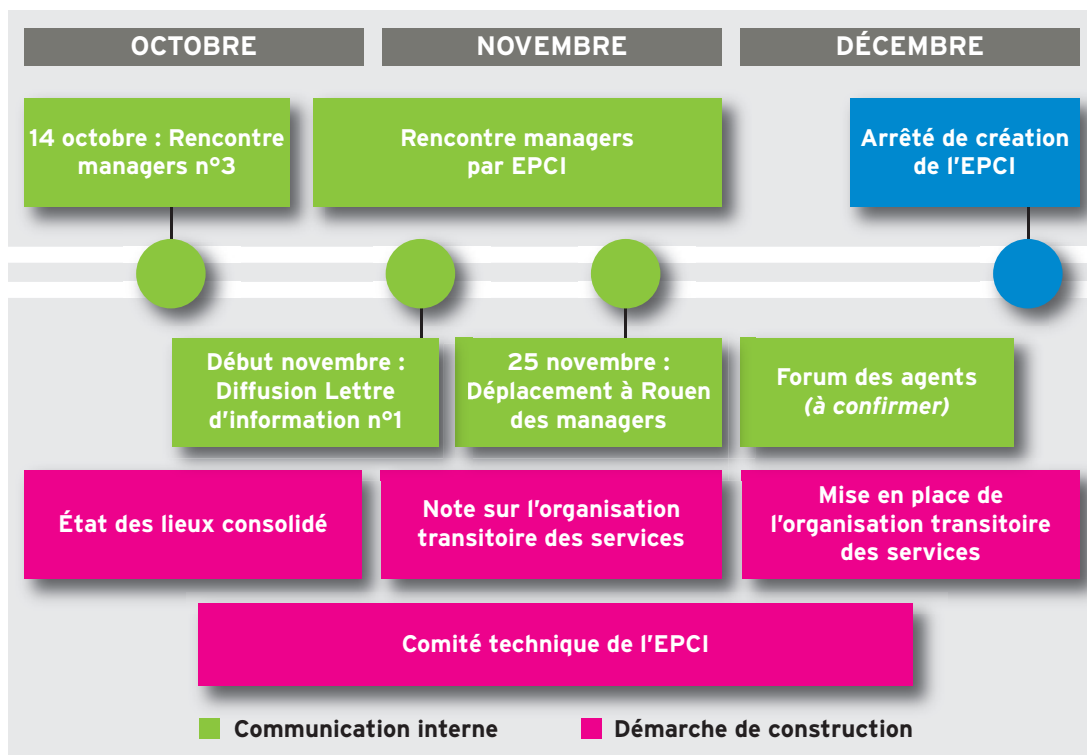 OCTOBRE
NOVEMBRE
DÉCEMBRE
14 octobre : Rencontre
managers n°3
Rencontre managers
par EPCI
Arrêté de création
de l'EPCI
Début novembre :
Diffusion Lettre
d'information n°1
25 novembre :
Déplacement à Rouen
des managers
Forum des agents
(à confirmer)
État des lieux consolidé
Note sur l'organisation
transitoire des services
Mise en place de
l'organisation transitoire
des services
Comité technique de l'EPCI
Communication interne
Démarche de construction